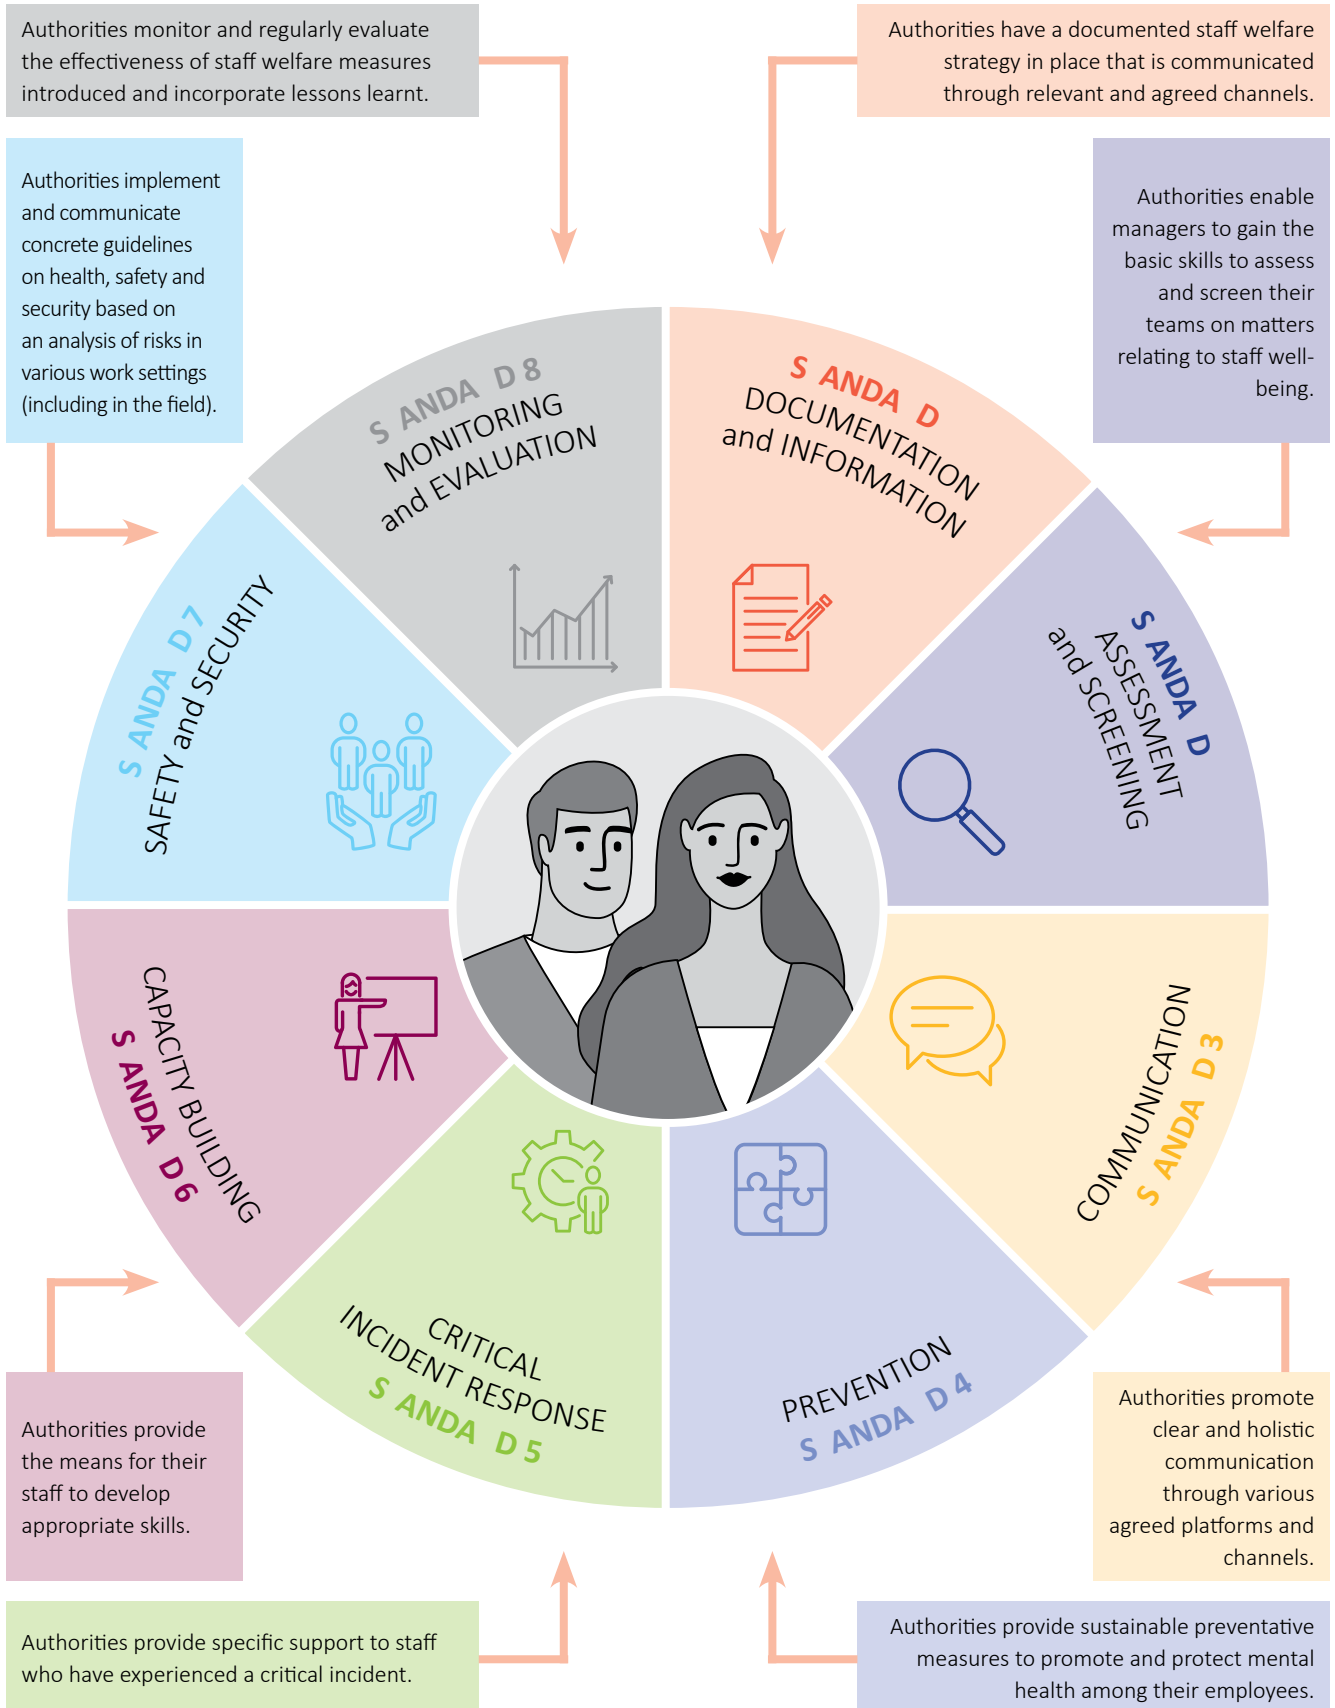 Authorities monitor and regularly evaluate
the effectiveness of staff welfare measures
introduced and incorporate lessons learnt.
Authorities have a documented staff welfare
strategy in place that is communicated
through relevant and agreed channels.
Authorities implement
and communicate
concrete guidelines
on health, safety and
security based on
an analysis of risks in
various work settings
(including in the field).
Authorities enable
managers to gain the
basic skills to assess
and screen their
teams on matters
relating to staff well-
being.
S ANDA D 8
MONITORING
and EVALUATION
S ANDA D
DOCUMENTATION
and INFORMATION
S ANDA D 7
SAFETY and SECURITY
S ANDA D
ASSESSMENT
and SCREENING
CAPACITY BUILDING
S ANDA D 6
COMMUNICATION
S ANDA D 3
CRITICAL
INCIDENT RESPONSE
S ANDA D 5
PREVENTION
S ANDA D 4
Authorities provide
the means for their
staff to develop
appropriate skills.
Authorities promote
clear and holistic
communication
through various
agreed platforms and
channels.
Authorities provide specific support to staff
who have experienced a critical incident.
Authorities provide sustainable preventative
measures to promote and protect mental
health among their employees.